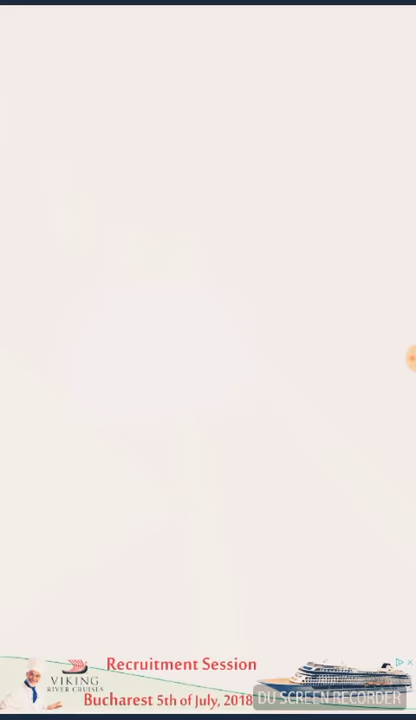 Recruitment Session
VIKING
RIVER CRUISES
Bucharest 5th of July, 2018
DU SCREEN RECORDER